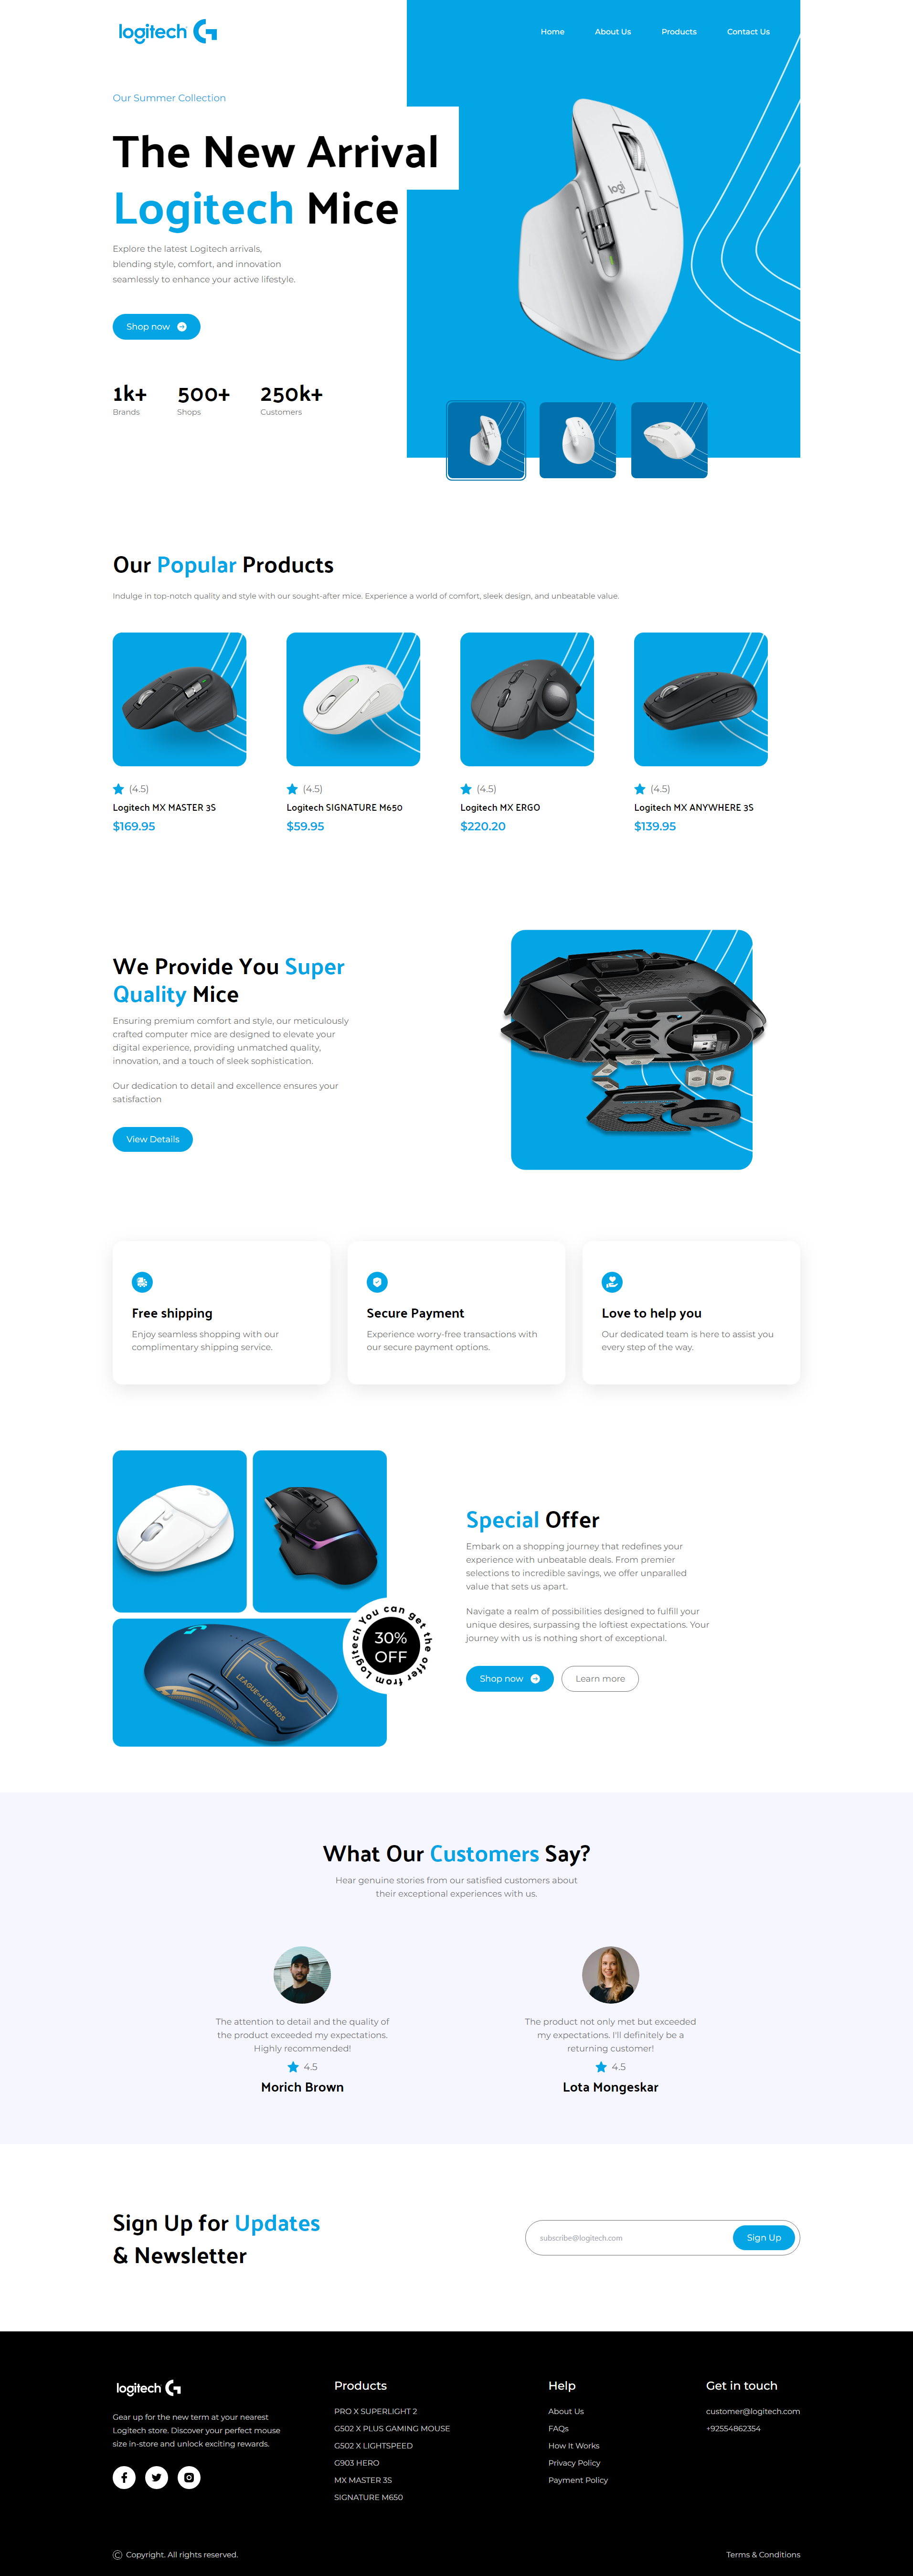 logitech G
Home About Us Products Contact Us
Our Summer Collection
The New Arrival
Logitech Mice
Explore the latest Logitech arrivals,
blending style, comfort, and innovation
seamlessly to enhance your active lifestyle.
Shop now
logi
1k+ 500+ 250k+
Brands Shops Customers
Our Popular Products
Indulge in top-notch quality and style with our sought-after mice. Experience a world of comfort, sleek design, and unbeatable value.
(4.5) (4.5) (4.5) (4.5)
Logitech MX MASTER 3S Logitech SIGNATURE M650 Logitech MX ERGO Logitech MX ANYWHERE 3S
$169.95 $59.95 $220.20 $139.95
We Provide You Super
Quality Mice
Ensuring premium comfort and style, our meticulously
crafted computer mice are designed to elevate your
digital experience, providing unmatched quality,
innovation, and a touch of sleek sophistication.
Our dedication to detail and excellence ensures your
satisfaction
View Details
Free shipping
Enjoy seamless shopping with our
complimentary shipping service.
Secure Payment
Experience worry-free transactions with
our secure payment options.
Love to help you
Our dedicated team is here to assist you
every step of the way.
LEAGUE OF LEGENDS
You can get the offer from Logitech
30%
OFF
Special Offer
Embark on a shopping journey that redefines your
experience with unbeatable deals. From premier
selections to incredible savings, we offer unparalled
value that sets us apart.
Navigate a realm of possibilities designed to fulfill your
unique desires, surpassing the loftiest expectations. Your
journey with us is nothing short of exceptional.
Shop now Learn more
What Our Customers Say?
Hear genuine stories from our satisfied customers about
their exceptional experiences with us.
The attention to detail and the quality of
the product exceeded my expectations.
Highly recommended!
4.5
Morich Brown
The product not only met but exceeded
my expectations. I'll definitely be a
returning customer!
4.5
Lota Mongeskar
Sign Up for Updates
& Newsletter
subscribe@logitech.com
Sign Up
logitech G
Gear up for the new term at your nearest
Logitech store. Discover your perfect mouse
size in-store and unlock exciting rewards.
Products
PRO X SUPERLIGHT 2
G502 X PLUS GAMING MOUSE
G502 X LIGHTSPEED
G903 HERO
MX MASTER 3S
SIGNATURE M650
Help
About Us
FAQs
How It Works
Privacy Policy
Payment Policy
Get in touch
customer@logitech.com
+92554862354
© Copyright. All rights reserved.
Terms & Conditions